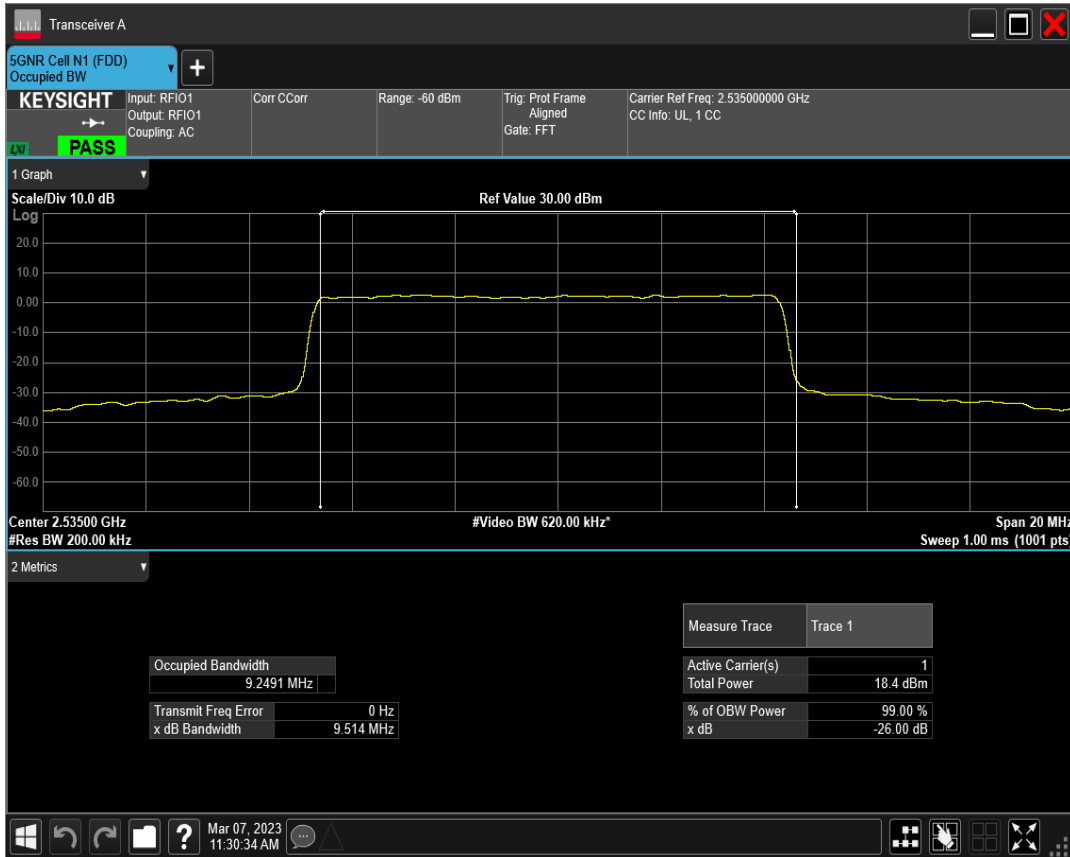 Transceiver A
5GNR Cell N1 (FDD)
Occupied BW
+
KEYSIGHT
LXI
PASS
Input: RFIO1
Output: RFIO1
Coupling: AC
Corr CCorr
Range: -60 dBm
Trig: Prot Frame
Aligned
Gate: FFT
Carrier Ref Freq: 2.535000000 GHz
CC Info: UL, 1 CC
1 Graph
Scale/Div 10.0 dB
Ref Value 30.00 dBm
Log
20.0
10.0
0.00
-10.0
-20.0
-30.0
-40.0
-50.0
-60.0
Center 2.53500 GHz
#Video BW 620.00 kHz*
Span 20 MHz
#Res BW 200.00 kHz
Sweep 1.00 ms (1001 pts)
2 Metrics
Measure Trace Trace 1
Occupied Bandwidth
9.2491 MHz
Active Carrier(s) 1
Total Power 18.4 dBm
Transmit Freq Error 0 Hz
x dB Bandwidth 9.514 MHz
% of OBW Power 99.00 %
x dB -26.00 dB
?
Mar 07, 2023
11:30:34 AM